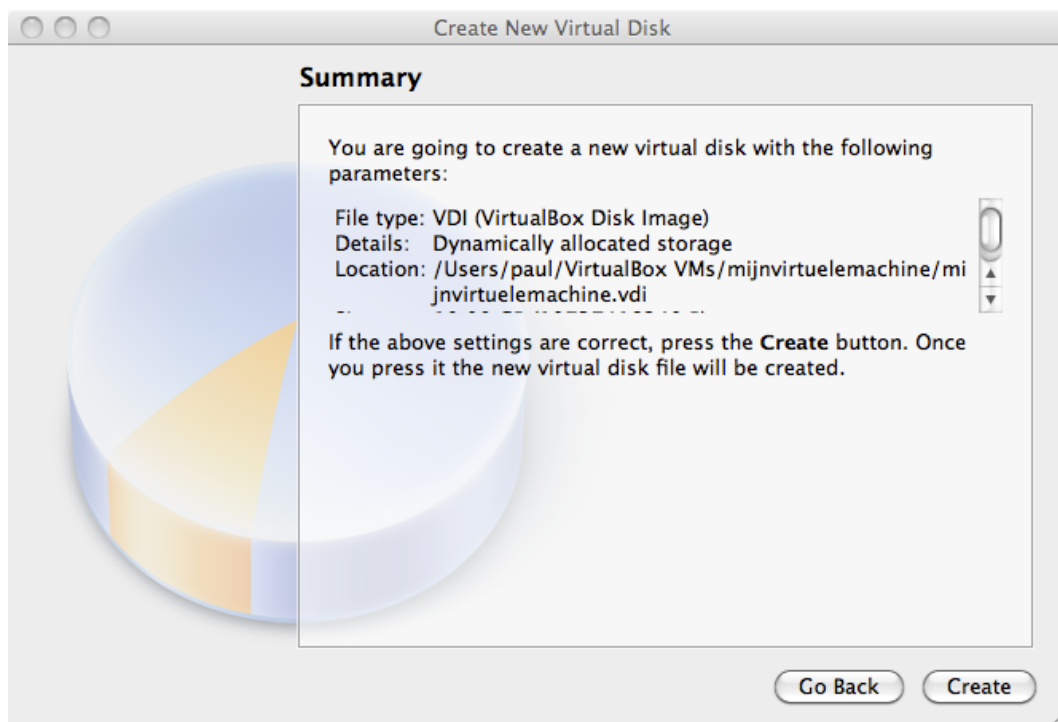 Create New Virtual Disk
Summary
You are going to create a new virtual disk with the following
parameters:
File type: VDI (VirtualBox Disk Image)
Details: Dynamically allocated storage
Location: /Users/paul/VirtualBox VMs/mijnvirtuelemachine/mi
jnvirtuelemachine.vdi
If the above settings are correct, press the Create button. Once
you press it the new virtual disk file will be created.
Go Back
Create